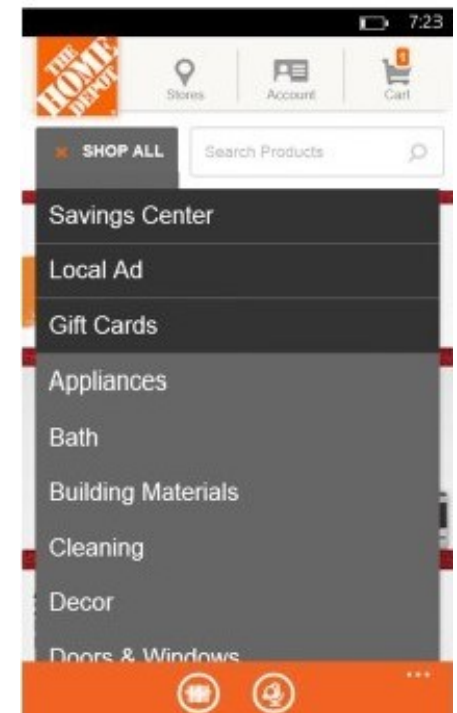 7:23
THE
HOME
DEPOT
Stores
Account
1
Cart
× SHOP ALL
Search Products
Savings Center
Local Ad
Gift Cards
Appliances
Bath
Building Materials
Cleaning
Decor
Doors & Windows
...